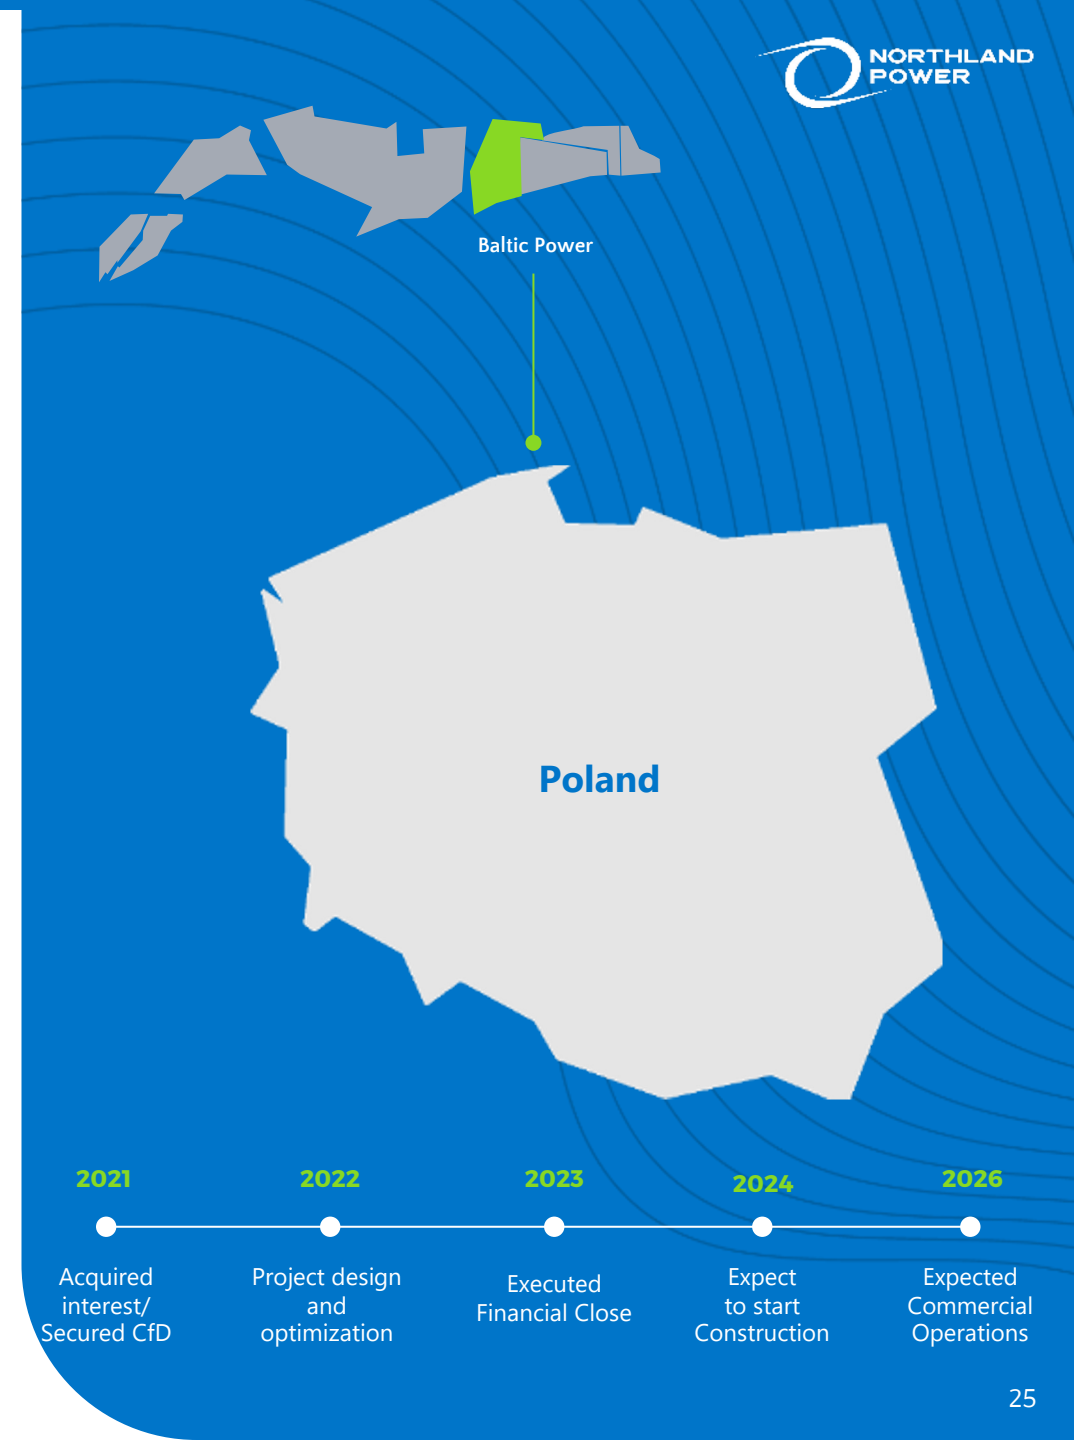 NORTHLAND
POWER
Baltic Power
Poland
2021
Acquired
interest/
Secured CfD
2022
Project design
and
optimization
2023
Executed
Financial Close
2024
Expect
to start
Construction
2026
Expected
Commercial
Operations
25